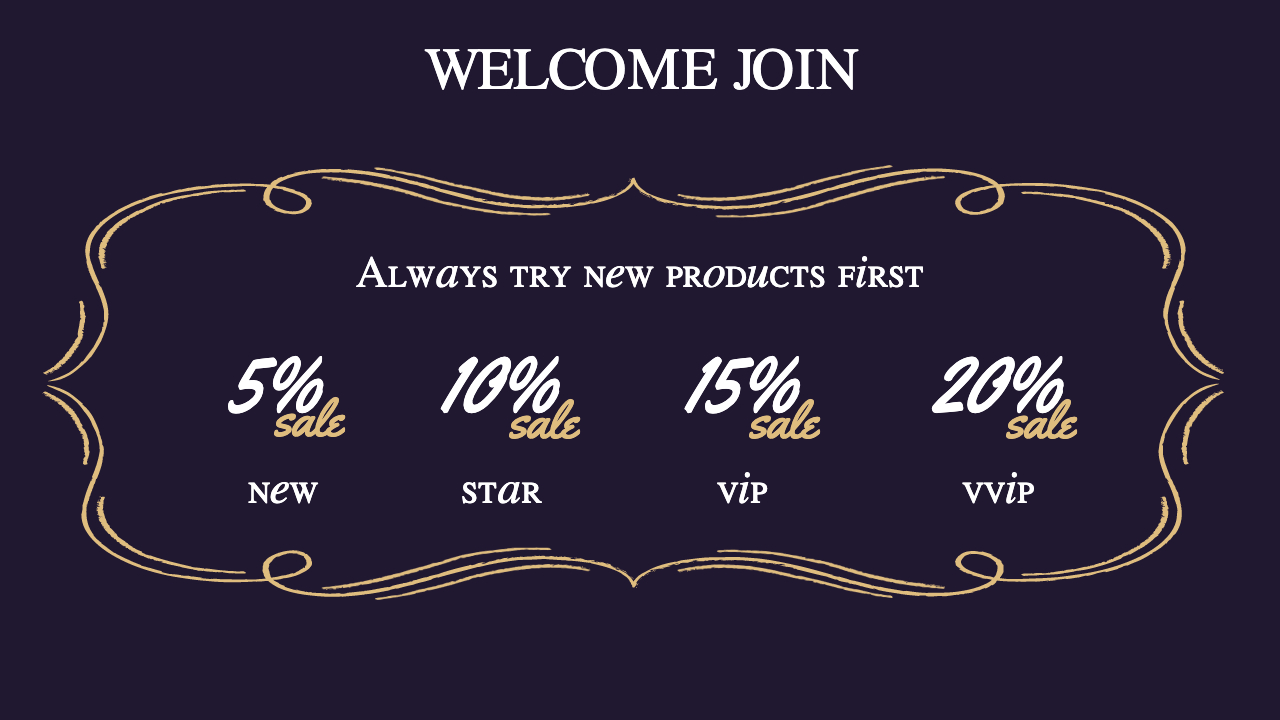 WELCOME JOIN
Always try new products first
5% sale 10% sale 15% sale 20% sale
new star vip vvip